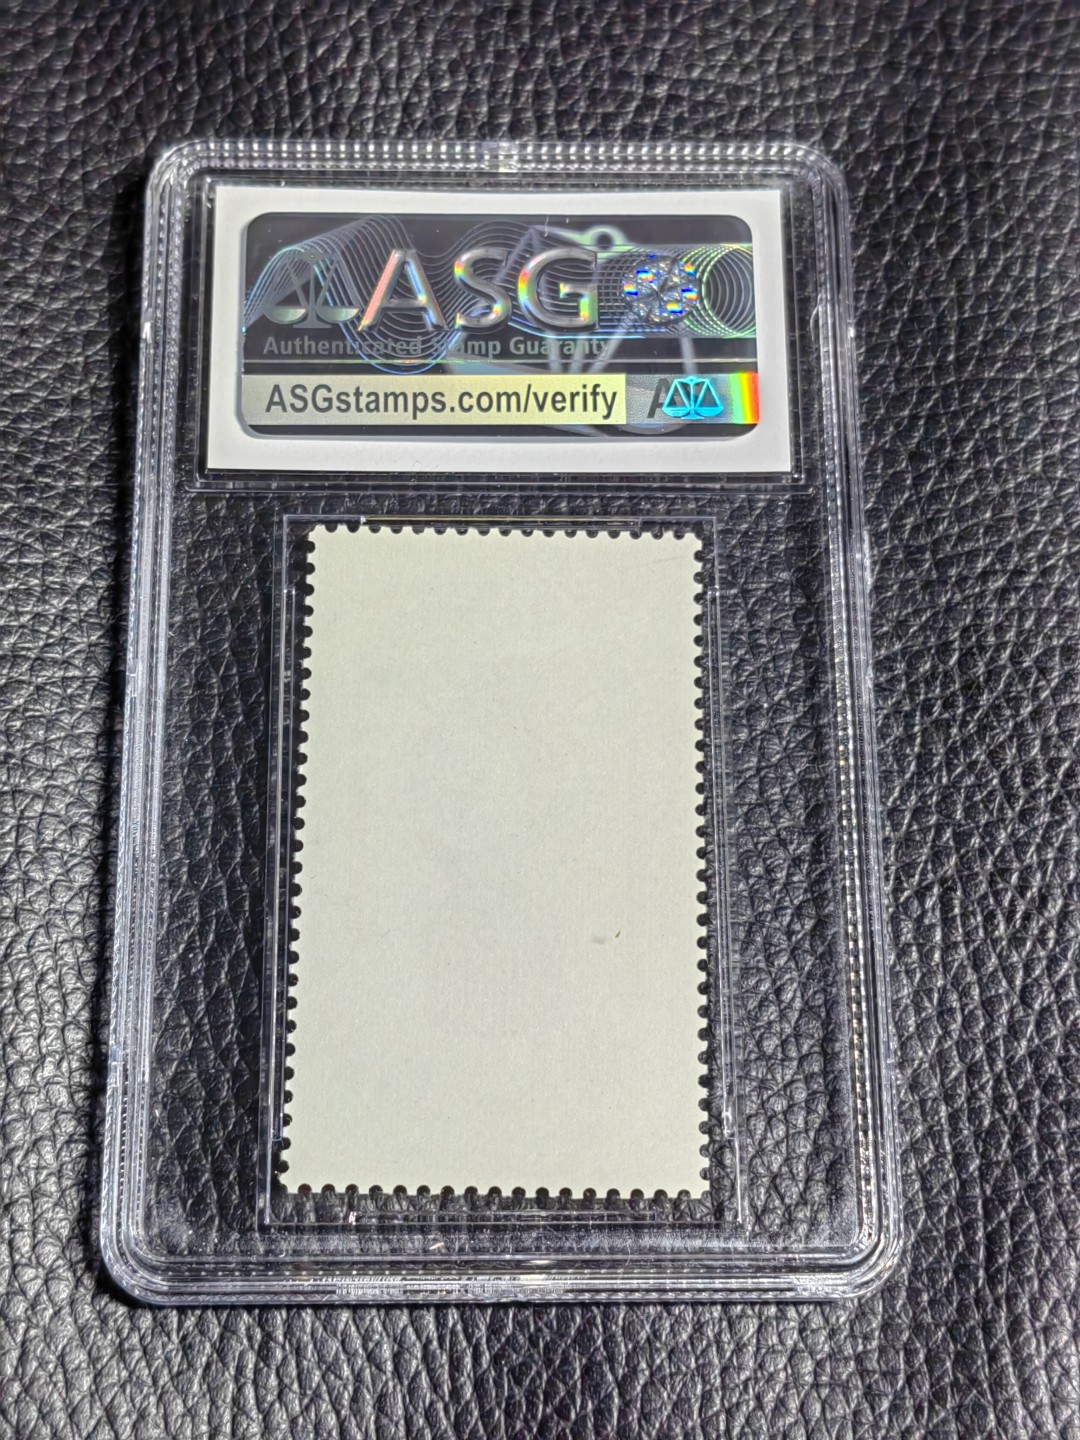 ASG
Authenticated Stamp Guaranty
ASGstamps.com/verify